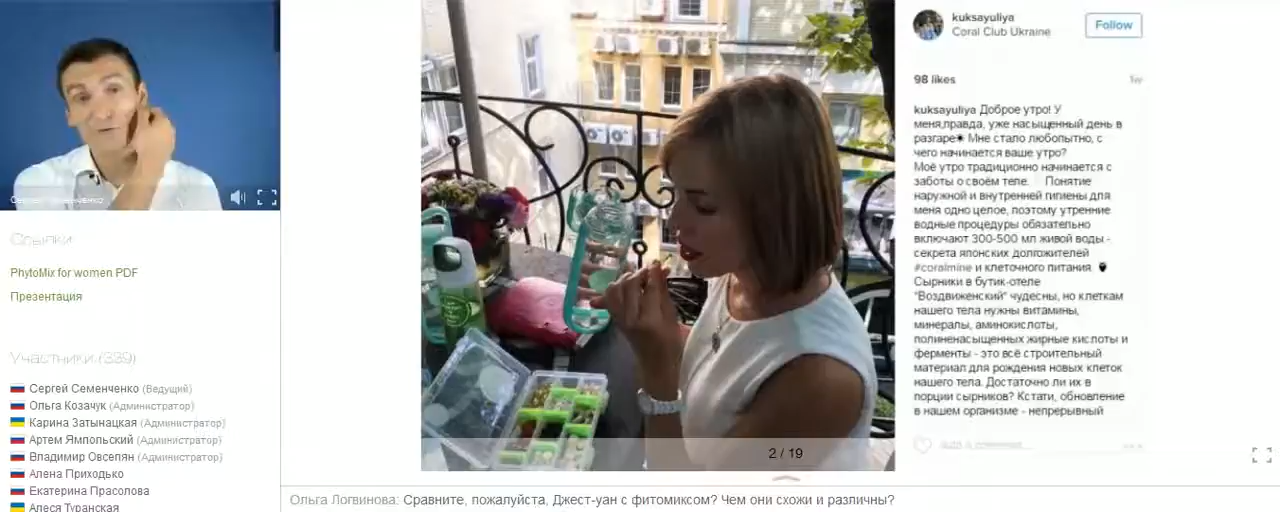 Ссылки
PhytoMix for women PDF
Презентация
Участники (339)
Сергей Семенченко (Ведущий)
Ольга Козачук (Администратор)
Карина Затынацкая (Администратор)
Артем Ямпольский (Администратор)
Владимир Овсепян (Администратор)
Алена Приходько
Екатерина Прасолова
Алеся Туранская
2 / 19
kuksayuliya
Coral Club Ukraine
Follow
98 likes
1w
kuksayuliya Доброе утро! У
меня,правда, уже насыщенный день в
разгаре☀ Мне стало любопытно, с
чего начинается ваше утро?
Моё утро традиционно начинается с
заботы о своём теле. Понятие
наружной и внутренней гигиены для
меня одно целое, поэтому утренние
водные процедуры обязательно
включают 300-500 мл живой воды -
секрета японских долгожителей
#coralmine и клеточного питания.
Сырники в бутик-отеле
"Воздвиженский" чудесны, но клеткам
нашего тела нужны витамины,
минералы, аминокислоты,
полиненасыщенных жирные кислоты и
ферменты - это всё строительный
материал для рождения новых клеток
нашего тела. Достаточно ли их в
порции сырников? Кстати, обновление
в нашем организме - непрерывный
Ольга Логвинова: Сравните, пожалуйста, Джест-уан с фитомиксом? Чем они схожи и различны?